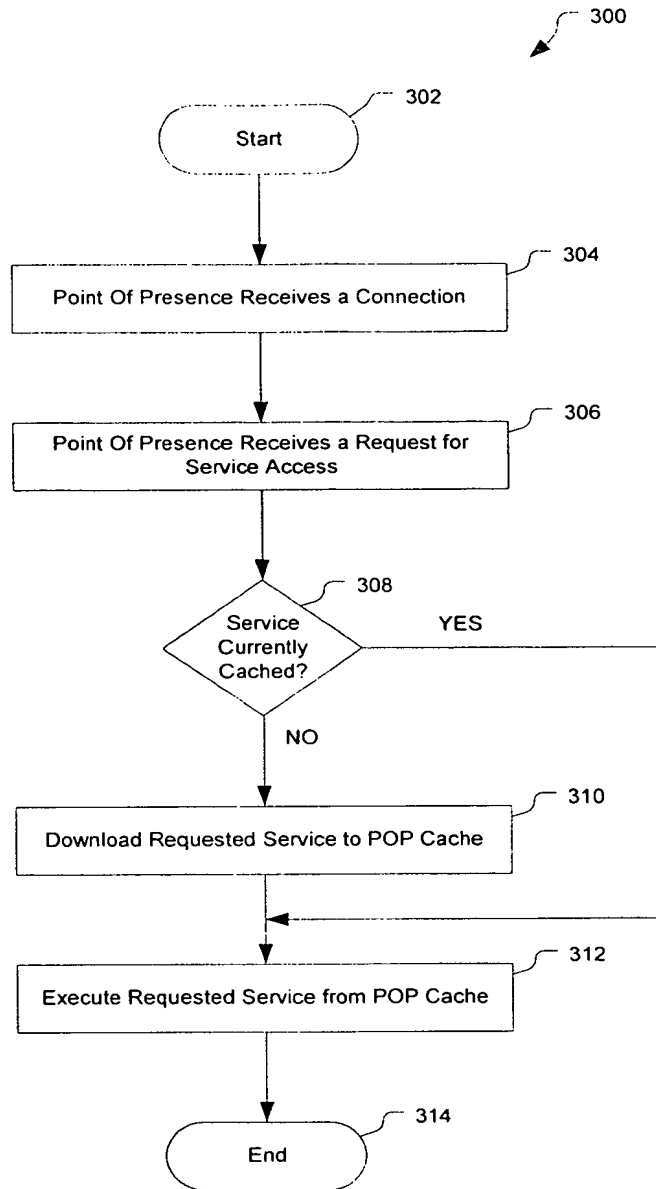 300
302
Start
304
Point Of Presence Receives a Connection
306
Point Of Presence Receives a Request for
Service Access
308
Service
Currently
Cached?
YES
NO
310
Download Requested Service to POP Cache
312
Execute Requested Service from POP Cache
314
End